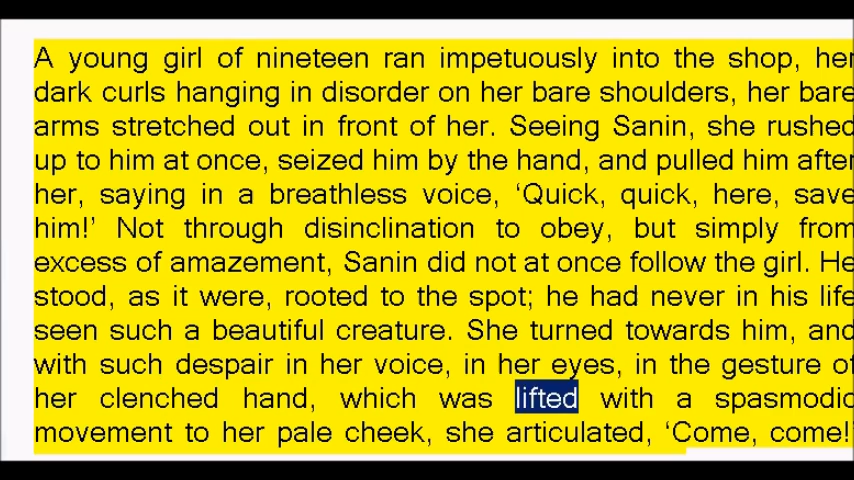 A young girl of nineteen ran impetuously into the shop, her
dark curls hanging in disorder on her bare shoulders, her bare
arms stretched out in front of her. Seeing Sanin, she rushed
up to him at once, seized him by the hand, and pulled him after
her, saying in a breathless voice, ‘Quick, quick, here, save
him!’ Not through disinclination to obey, but simply from
excess of amazement, Sanin did not at once follow the girl. He
stood, as it were, rooted to the spot; he had never in his life
seen such a beautiful creature. She turned towards him, and
with such despair in her voice, in her eyes, in the gesture of
her clenched hand, which was lifted with a spasmodic
movement to her pale cheek, she articulated, ‘Come, come!’